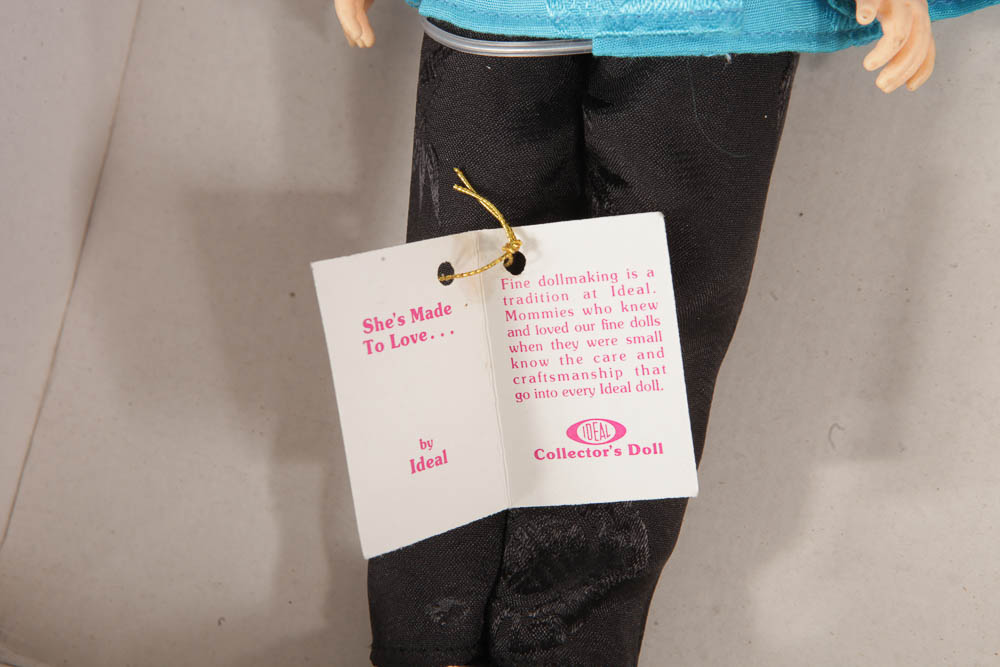 She's Made
To Love...
by
Ideal
Fine dollmaking is a
tradition at Ideal.
Mommies who knew
and loved our fine dolls
when they were small
know the care and
craftsmanship that
go into every Ideal doll.
IDEAL
Collector's Doll